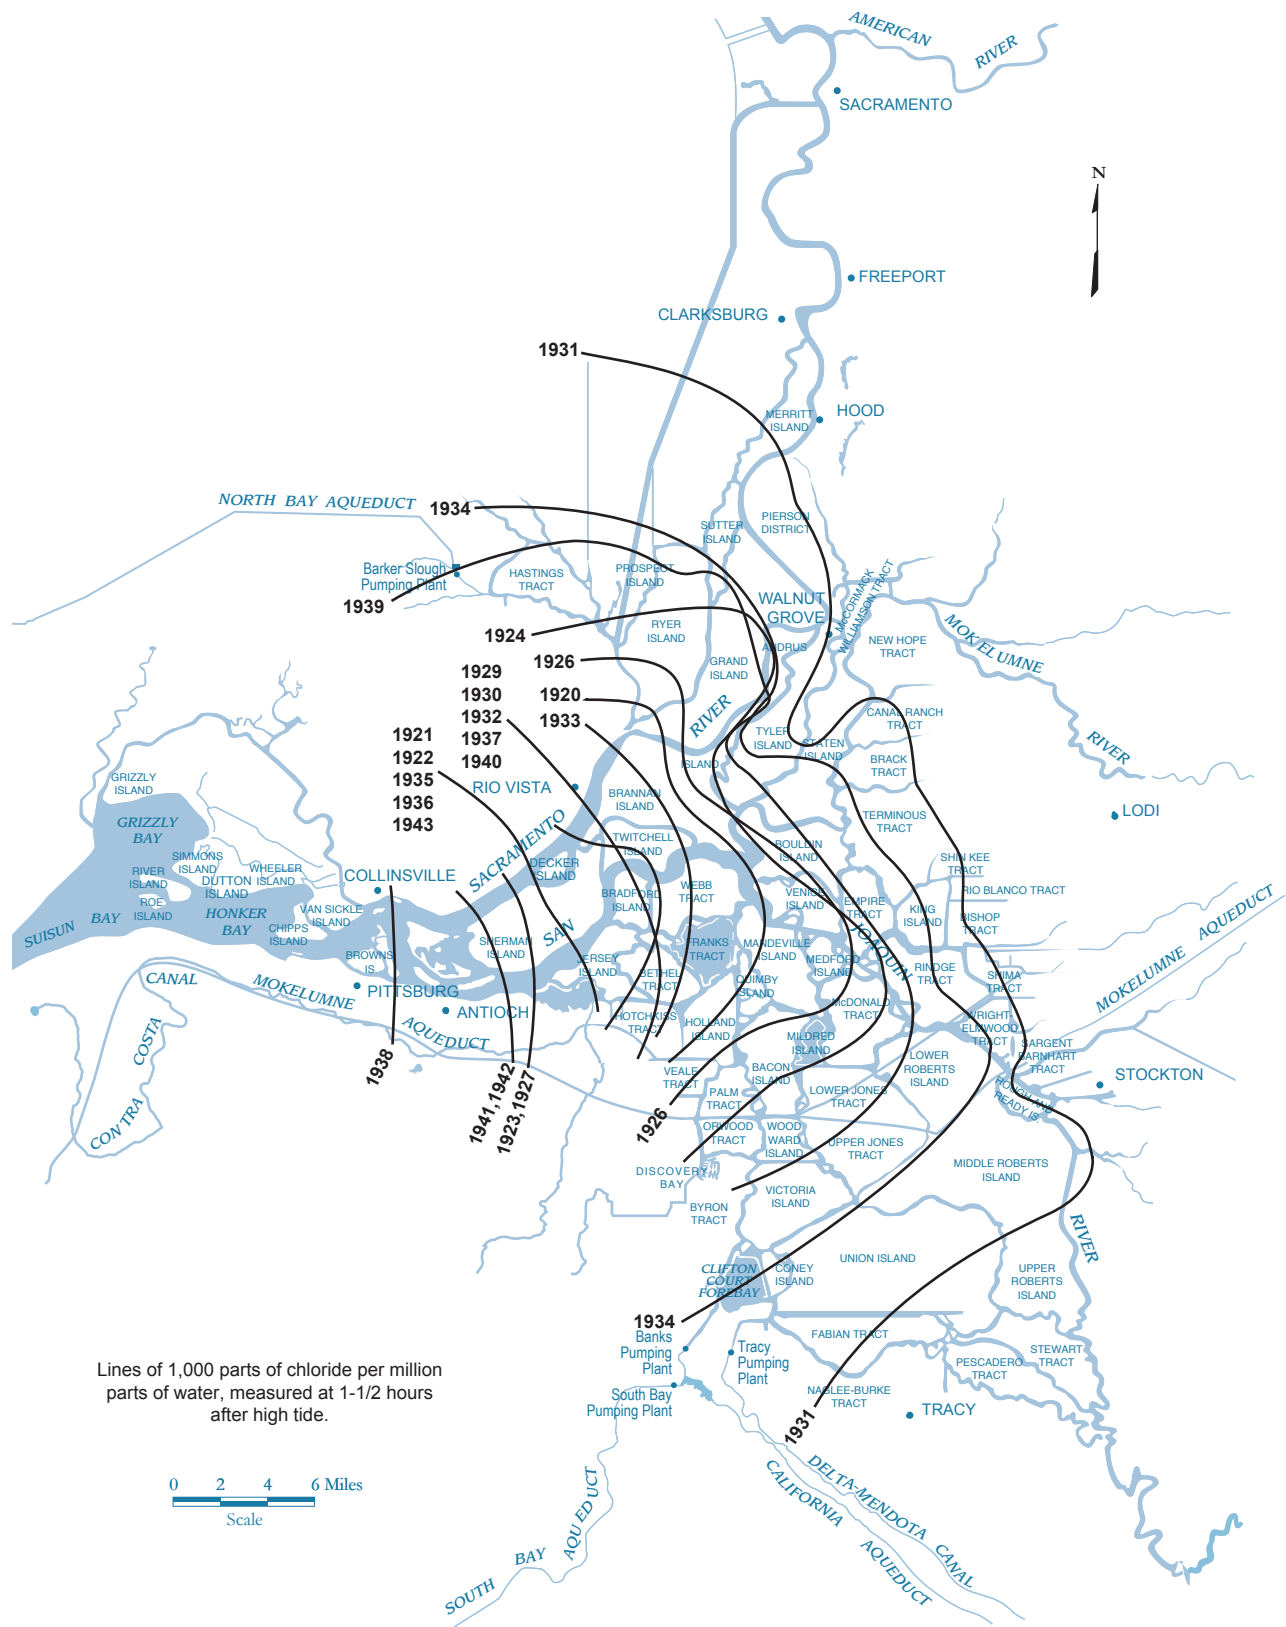 AMERICAN
RIVER
SACRAMENTO
N
FREEPORT
CLARKSBURG
1931
HOOD
MERRITT
ISLAND
NORTH BAY AQUEDUCT
1934
SUTTER
ISLAND
PIERSON
DISTRICT
Barker Slough
Pumping Plant
HASTINGS
TRACT
PROSPECT
ISLAND
1939
WALNUT
GROVE
McCORMACK
WILLIAMSON TRACT
1924
RYER
ISLAND
ANDRUS
NEW HOPE
TRACT
MOKELUMNE
1926
GRAND
ISLAND
1929
1930
1932
1937
1940
1920
1933
RIVER
CANAL RANCH
TRACT
1921
1922
1935
1936
1943
TYLER
ISLAND
STATEN
ISLAND
RIVER
ISLAND
BRACK
TRACT
GRIZZLY
ISLAND
RIO VISTA
BRANNAN
ISLAND
LODI
GRIZZLY
BAY
SACRAMENTO
TERMINOUS
TRACT
TWITCHELL
ISLAND
BOULDIN
ISLAND
SIMMONS
ISLAND
RIVER
ISLAND
WHEELER
ISLAND
DUTTON
ISLAND
COLLINSVILLE
DECKER
ISLAND
SHIN KEE
TRACT
RIO BLANCO TRACT
ROE
ISLAND
HONKER
BAY
VAN SICKLE
ISLAND
BRADFORD
ISLAND
WEBB
TRACT
VENICE
ISLAND
EMPIRE
TRACT
KING
ISLAND
BISHOP
TRACT
SUISUN BAY
CHIPPS
ISLAND
SAN
JOAQUIN
SHERMAN
ISLAND
FRANKS
TRACT
MANDEVILLE
ISLAND
MOKELUMNE AQUEDUCT
BROWNS
IS.
JERSEY
ISLAND
BETHEL
TRACT
MEDFORD
ISLAND
RINDGE
TRACT
SHIMA
TRACT
CANAL
MOKELUMNE
AQUEDUCT
PITTSBURG
QUIMBY
ISLAND
ANTIOCH
McDONALD
TRACT
HOTCHKISS
TRACT
HOLLAND
ISLAND
WRIGHT-
ELMWOOD
TRACT
COSTA
MILDRED
ISLAND
SARGENT
BARNHART
TRACT
1938
LOWER
ROBERTS
ISLAND
VEALE
TRACT
BACON
ISLAND
STOCKTON
CONTRA
1941, 1942
1923, 1927
PALM
TRACT
LOWER JONES
TRACT
ROUGH AND
READY IS.
1926
ORWOOD
TRACT
WOOD
WARD
ISLAND
UPPER JONES
TRACT
MIDDLE ROBERTS
ISLAND
DISCOVERY
BAY
VICTORIA
ISLAND
BYRON
TRACT
RIVER
CLIFTON
COURT
FOREBAY
CONEY
ISLAND
UNION ISLAND
UPPER
ROBERTS
ISLAND
1934
Banks
Pumping
Plant
FABIAN TRACT
Tracy
Pumping
Plant
STEWART
TRACT
PESCADERO
TRACT
Lines of 1,000 parts of chloride per million
parts of water, measured at 1-1/2 hours
after high tide.
South Bay
Pumping Plant
NAGLEE-BURKE
TRACT
TRACY
1931
0 2 4 6 Miles
Scale
DELTA-MENDOTA CANAL
CALIFORNIA AQUEDUCT
SOUTH BAY AQUEDUCT